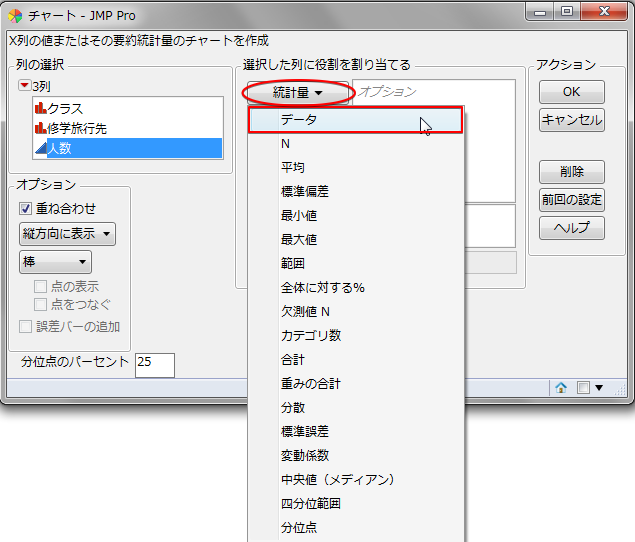 チャート - JMP Pro
X列の値またはその要約統計量のチャートを作成
列の選択
3列
クラス
修学旅行先
人数
オプション
重ね合わせ
縦方向に表示
棒
点の表示
点をつなぐ
誤差バーの追加
分位点のパーセント 25
選択した列に役割を割り当てる
統計量 オプション
データ
N
平均
標準偏差
最小値
最大値
範囲
全体に対する%
欠測値 N
カテゴリ数
合計
重みの合計
分散
標準誤差
変動係数
中央値（メディアン）
四分位範囲
分位点
アクション
OK
キャンセル
削除
前回の設定
ヘルプ